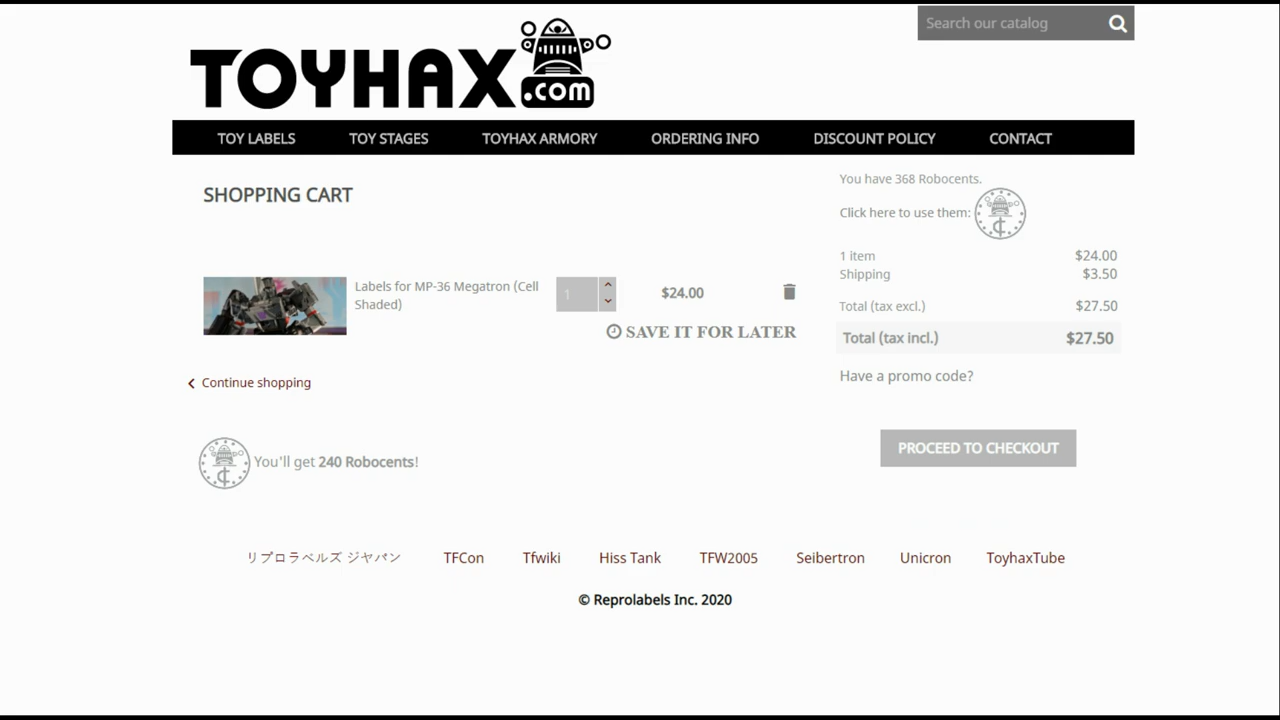 Search our catalog
TOYHAX
.com
TOY LABELS TOY STAGES TOYHAX ARMORY ORDERING INFO DISCOUNT POLICY CONTACT
SHOPPING CART
You have 368 Robocents.
Click here to use them:
Labels for MP-36 Megatron (Cell
Shaded)
1
$24.00
SAVE IT FOR LATER
1 item $24.00
Shipping $3.50
Total (tax excl.) $27.50
Total (tax incl.) $27.50
Have a promo code?
Continue shopping
PROCEED TO CHECKOUT
You'll get 240 Robocents!
リプロラベルズ ジャパン TFCon Tfwiki Hiss Tank TFW2005 Seibertron Unicron ToyhaxTube
© Reprolabels Inc. 2020